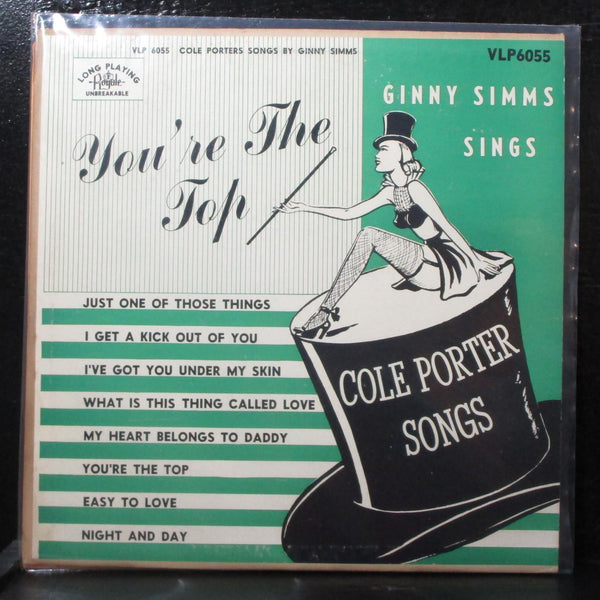 VLP 6055 COLE PORTERS SONGS BY GINNY SIMMS
VLP6055
LONG PLAYING
Royale
UNBREAKABLE
GINNY SIMMS
SINGS
You're The
Top
JUST ONE OF THOSE THINGS
I GET A KICK OUT OF YOU
I'VE GOT YOU UNDER MY SKIN
WHAT IS THIS THING CALLED LOVE
MY HEART BELONGS TO DADDY
YOU'RE THE TOP
EASY TO LOVE
NIGHT AND DAY
COLE PORTER
SONGS